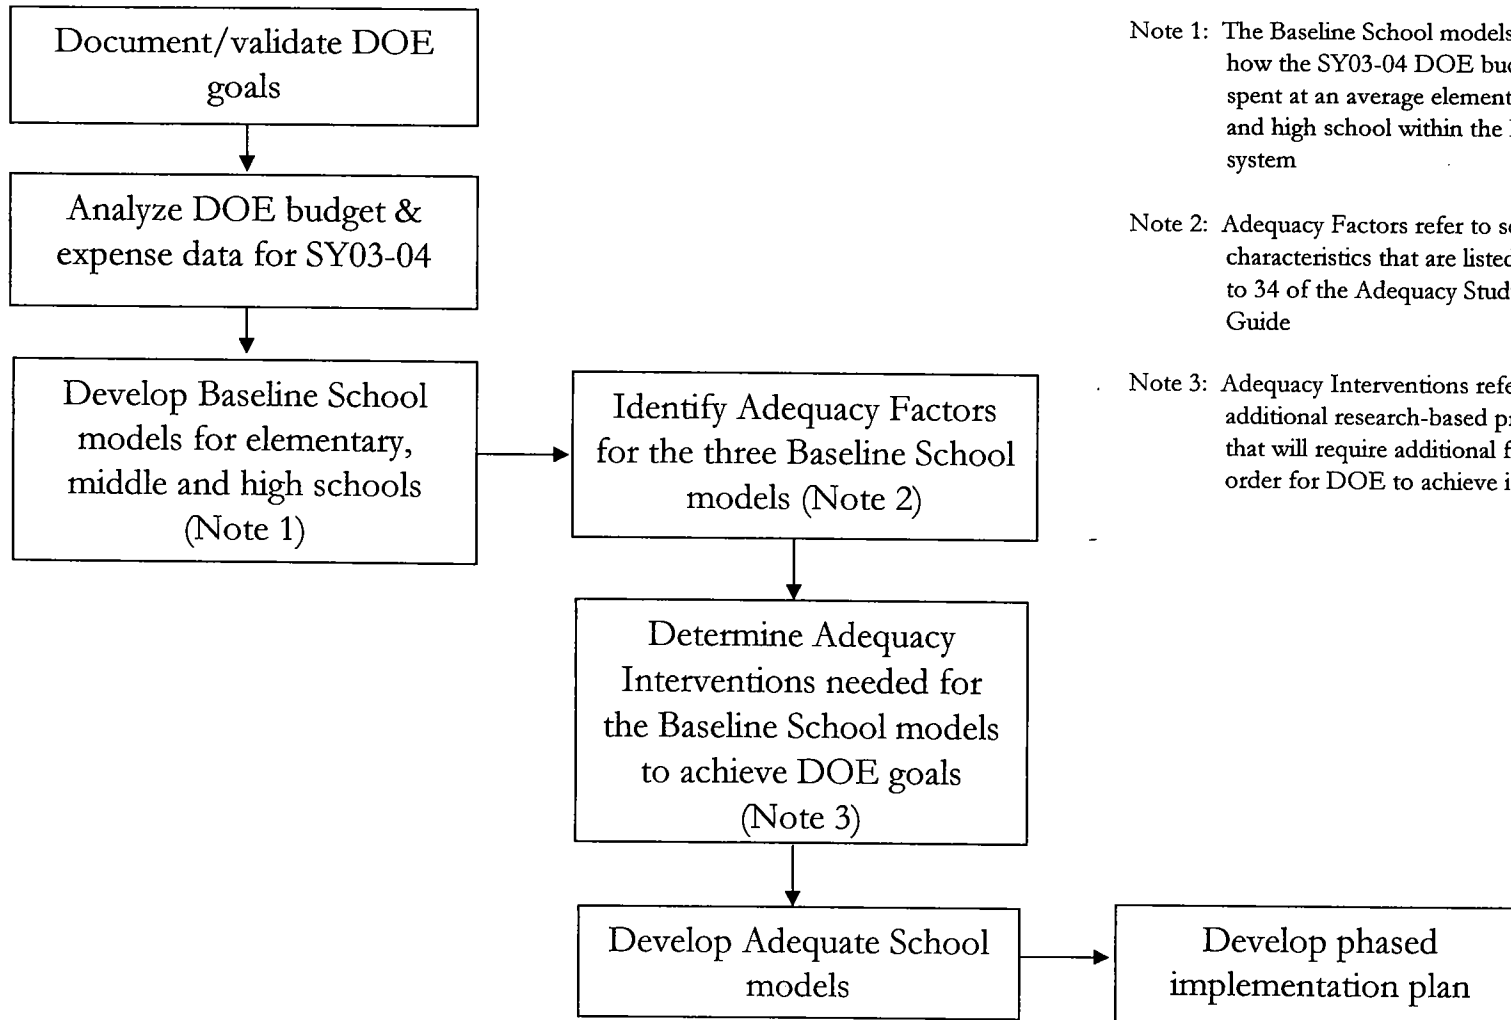 Document/validate DOE
goals
Analyze DOE budget &
expense data for SY03-04
Develop Baseline School
models for elementary,
middle and high schools
(Note 1)
Identify Adequacy Factors
for the three Baseline School
models (Note 2)
Determine Adequacy
Interventions needed for
the Baseline School models
to achieve DOE goals
(Note 3)
Develop Adequate School
models
Develop phased
implementation plan
Note 1: The Baseline School models
how the SY03-04 DOE
spent at an average
and high school within the
system
Note 2: Adequacy Factors refer to
characteristics that are
to 34 of the Adequacy
Guide
Note 3: Adequacy Interventions
additional research-based
that will require additional
order for DOE to achieve